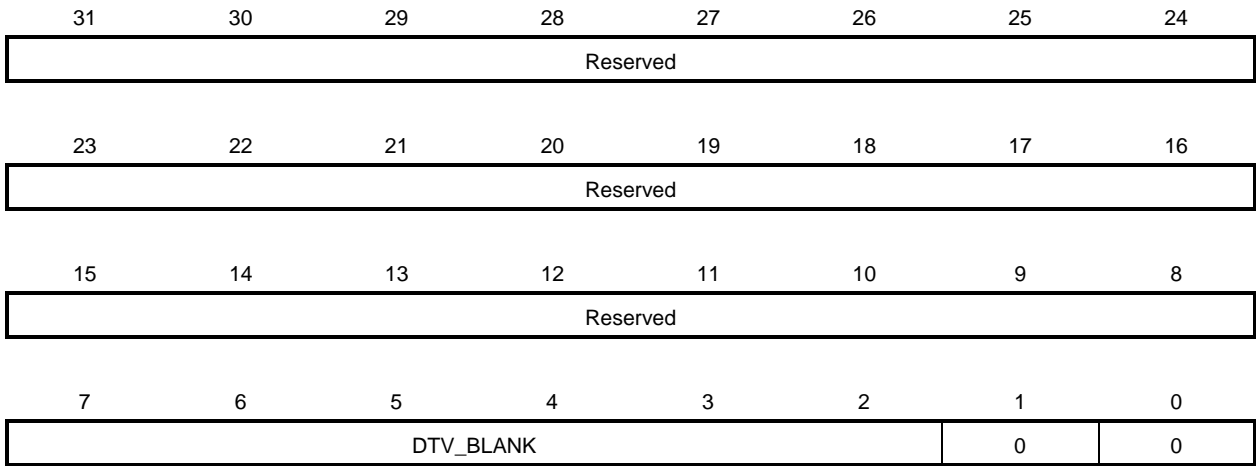 31 30 29 28 27 26 25 24
Reserved
23 22 21 20 19 18 17 16
Reserved
15 14 13 12 11 10 9 8
Reserved
7 6 5 4 3 2 1 0
DTV_BLANK 0 0